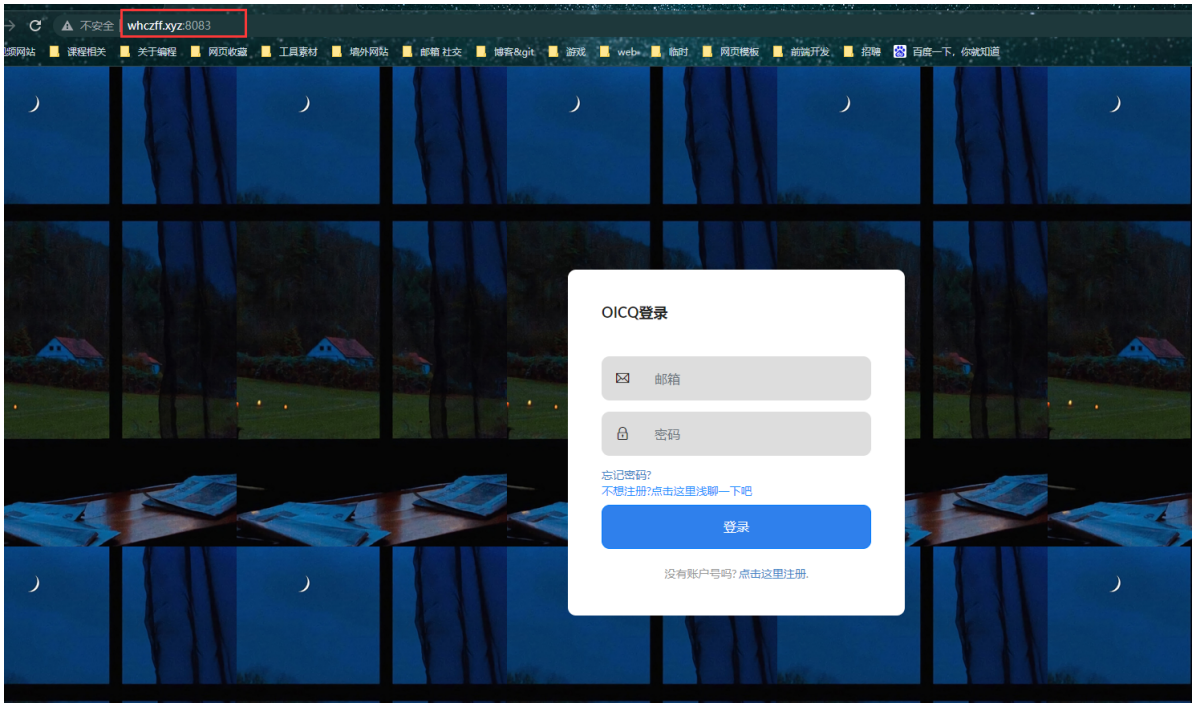 不安全 whczff.xyz:8083
视频网站 课程相关 关于编程 网页收藏 工具素材 墙外网站 邮箱 社交 博客&git 游戏 web 临时 网页模板 前端开发 招聘 百度一下，你就知道
OICQ登录
邮箱
密码
忘记密码?
不想注册?点击这里浅聊一下吧
登录
没有账户号吗? 点击这里注册.